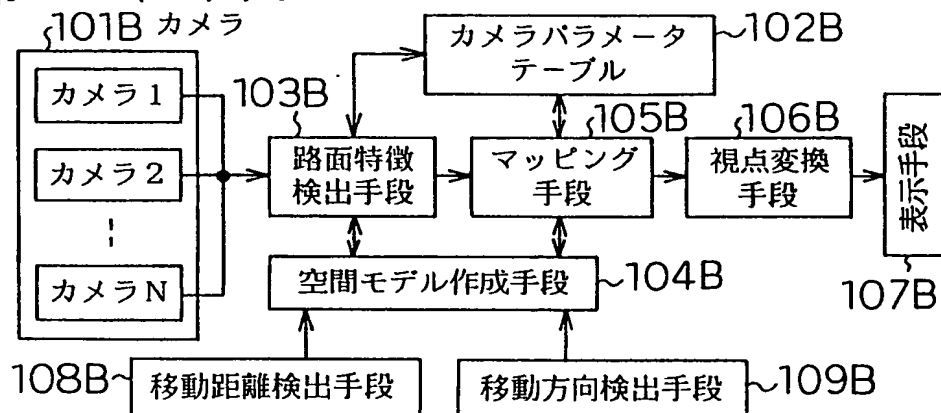 101B カメラ
カメラ1
カメラ2
カメラN
カメラパラメータ
テーブル
102B
103B
路面特徴
検出手段
105B
マッピング
手段
106B
視点変換
手段
表示手段
107B
空間モデル作成手段
104B
108B
移動距離検出手段
移動方向検出手段
109B